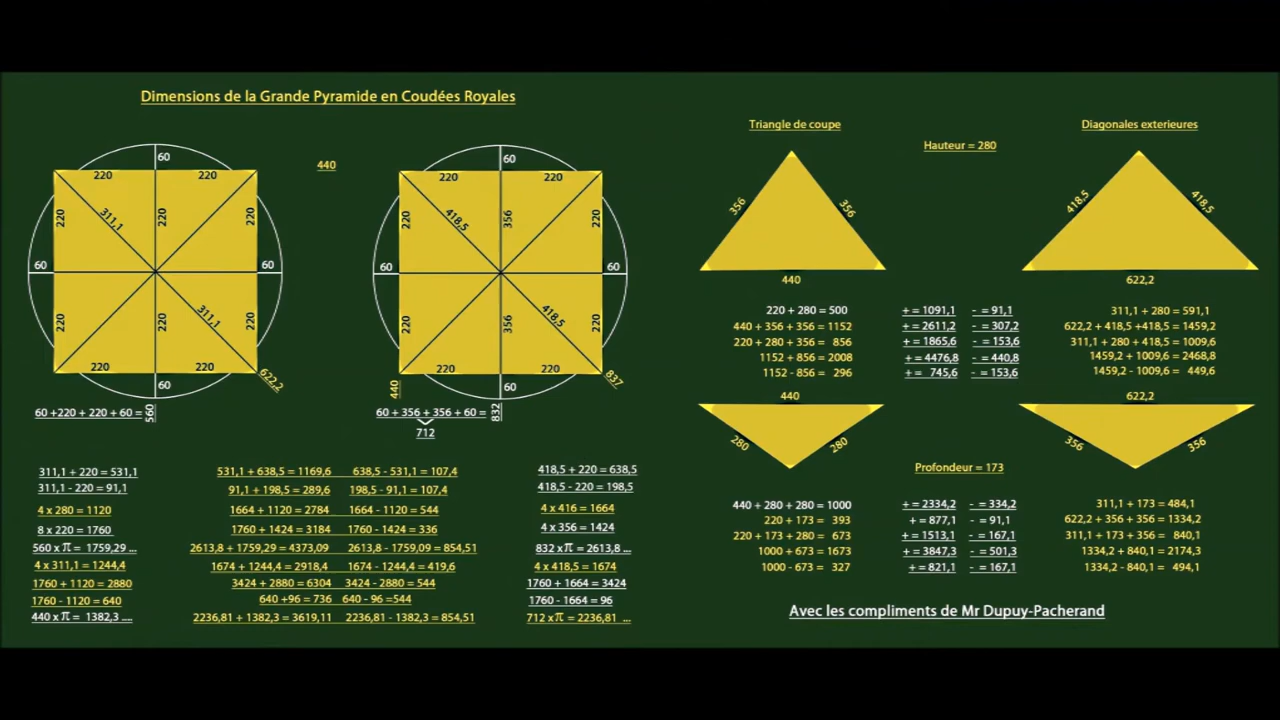 Dimensions de la Grande Pyramide en Coudées Royales
60
440
60
220 220
220 220 220
311,1
60 60
220 220 220
311,1
220 220
60
622,2
60 +220 + 220 + 60 = 560
220 220
220 356 220
418,5
60 60
220 356 220
418,5
220 220
440
60
837
60 + 356 + 356 + 60 = 832
712
311,1 + 220 = 531,1
311,1 - 220 = 91,1
4 x 280 = 1120
8 x 220 = 1760
560 x π = 1759,29 ...
4 x 311,1 = 1244,4
1760 + 1120 = 2880
1760 - 1120 = 640
440 x π = 1382,3 ....
531,1 + 638,5 = 1169,6 638,5 - 531,1 = 107,4
91,1 + 198,5 = 289,6 198,5 - 91,1 = 107,4
1664 + 1120 = 2784 1664 - 1120 = 544
1760 + 1424 = 3184 1760 - 1424 = 336
2613,8 + 1759,29 = 4373,09 2613,8 - 1759,09 = 854,51
1674 + 1244,4 = 2918,4 1674 - 1244,4 = 419,6
3424 + 2880 = 6304 3424 - 2880 = 544
640 +96 = 736 640 - 96 =544
2236,81 + 1382,3 = 3619,11 2236,81 - 1382,3 = 854,51
418,5 + 220 = 638,5
418,5 - 220 = 198,5
4 x 416 = 1664
4 x 356 = 1424
832 x π = 2613,8 ...
4 x 418,5 = 1674
1760 + 1664 = 3424
1760 - 1664 = 96
712 x π = 2236,81 ...
Triangle de coupe
Hauteur = 280
Diagonales exterieures
356 356
440
418,5 418,5
622,2
220 + 280 = 500 + = 1091,1 - = 91,1 311,1 + 280 = 591,1
440 + 356 + 356 = 1152 + = 2611,2 - = 307,2 622,2 + 418,5 +418,5 = 1459,2
220 + 280 + 356 = 856 + = 1865,6 - = 153,6 311,1 + 280 + 418,5 = 1009,6
1152 + 856 = 2008 + = 4476,8 - = 440,8 1459,2 + 1009,6 = 2468,8
1152 - 856 = 296 + = 745,6 - = 153,6 1459,2 - 1009,6 = 449,6
440
280 280
622,2
356 356
Profondeur = 173
440 + 280 + 280 = 1000 + = 2334,2 - = 334,2 311,1 + 173 = 484,1
220 + 173 = 393 + = 877,1 - = 91,1 622,2 + 356 + 356 = 1334,2
220 + 173 + 280 = 673 + = 1513,1 - = 167,1 311,1 + 173 + 356 = 840,1
1000 + 673 = 1673 + = 3847,3 - = 501,3 1334,2 + 840,1 = 2174,3
1000 - 673 = 327 + = 821,1 - = 167,1 1334,2 - 840,1 = 494,1
Avec les compliments de Mr Dupuy-Pacherand